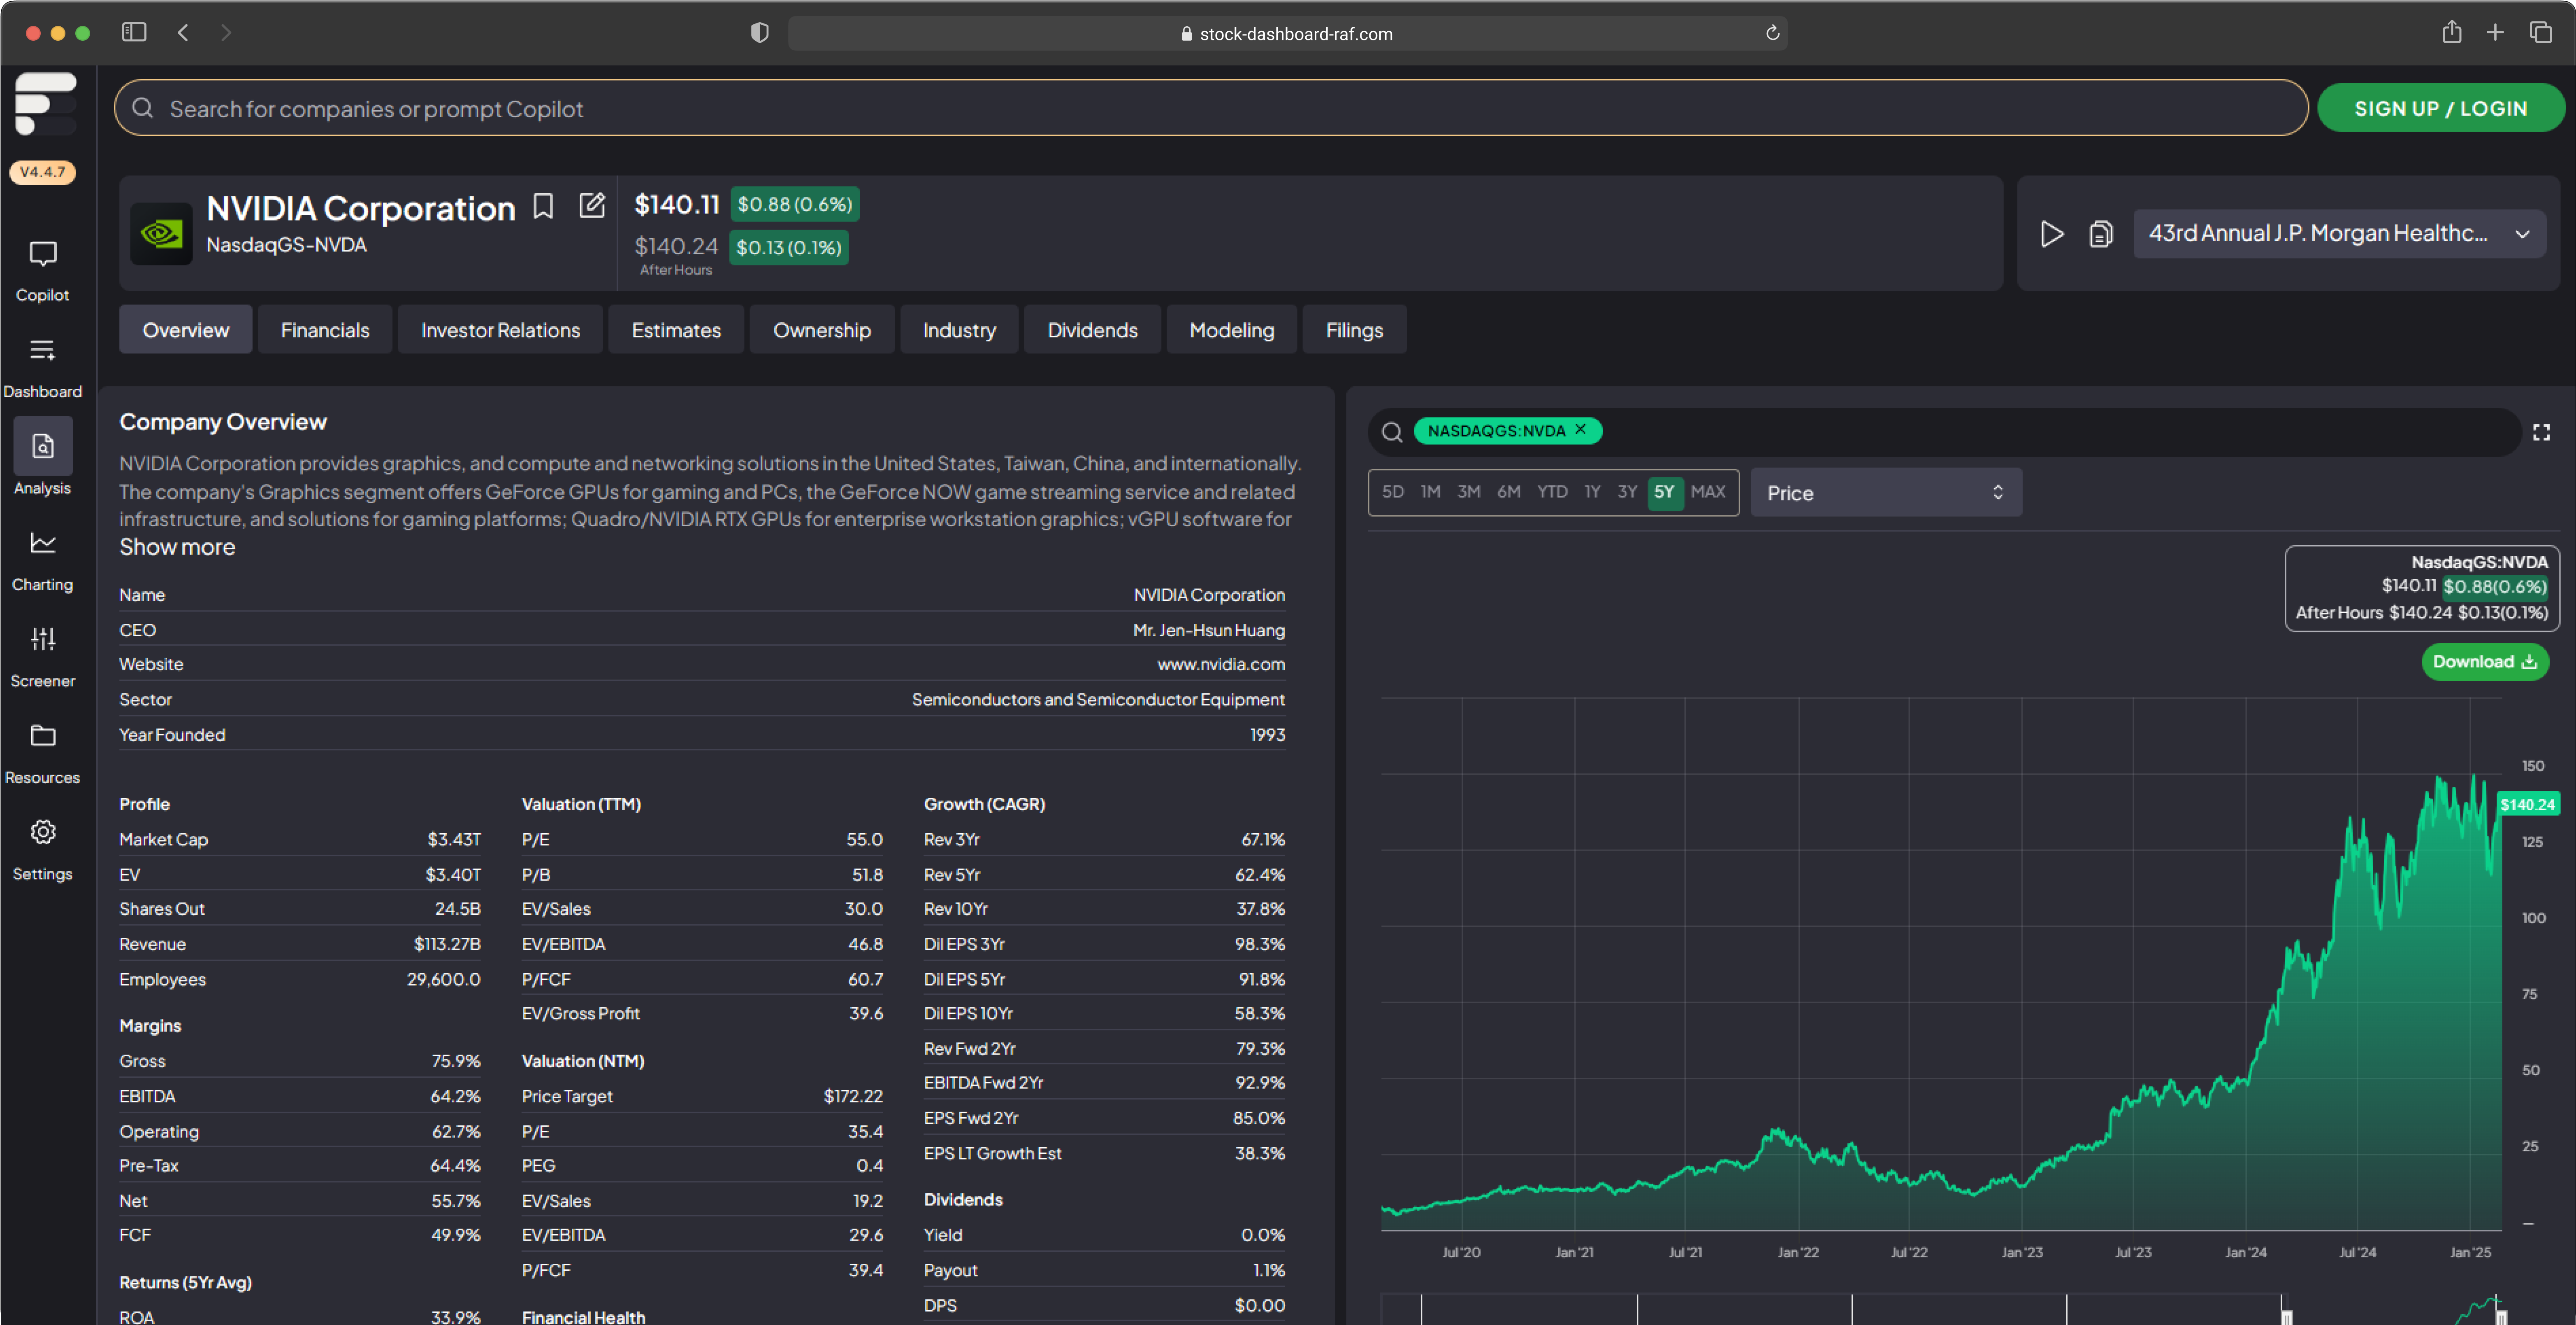 stock-dashboard-raf.com
Search for companies or prompt Copilot
SIGN UP / LOGIN
V4.4.7
Copilot
Dashboard
Analysis
Charting
Screener
Resources
Settings
NVIDIA Corporation
NasdaqGS-NVDA
$140.11 $0.88 (0.6%)
$140.24 $0.13 (0.1%)
After Hours
43rd Annual J.P. Morgan Healthc...
Overview Financials Investor Relations Estimates Ownership Industry Dividends Modeling Filings
Company Overview
NVIDIA Corporation provides graphics, and compute and networking solutions in the United States, Taiwan, China, and internationally.
The company's Graphics segment offers GeForce GPUs for gaming and PCs, the GeForce NOW game streaming service and related
infrastructure, and solutions for gaming platforms; Quadro/NVIDIA RTX GPUs for enterprise workstation graphics; vGPU software for
Show more
Name NVIDIA Corporation
CEO Mr. Jen-Hsun Huang
Website www.nvidia.com
Sector Semiconductors and Semiconductor Equipment
Year Founded 1993
Profile
Market Cap $3.43T
EV $3.40T
Shares Out 24.5B
Revenue $113.27B
Employees 29,600.0
Margins
Gross 75.9%
EBITDA 64.2%
Operating 62.7%
Pre-Tax 64.4%
Net 55.7%
FCF 49.9%
Returns (5Yr Avg)
ROA 33.9%
Valuation (TTM)
P/E 55.0
P/B 51.8
EV/Sales 30.0
EV/EBITDA 46.8
P/FCF 60.7
EV/Gross Profit 39.6
Valuation (NTM)
Price Target $172.22
P/E 35.4
PEG 0.4
EV/Sales 19.2
EV/EBITDA 29.6
P/FCF 39.4
Financial Health
Growth (CAGR)
Rev 3Yr 67.1%
Rev 5Yr 62.4%
Rev 10Yr 37.8%
Dil EPS 3Yr 98.3%
Dil EPS 5Yr 91.8%
Dil EPS 10Yr 58.3%
Rev Fwd 2Yr 79.3%
EBITDA Fwd 2Yr 92.9%
EPS Fwd 2Yr 85.0%
EPS LT Growth Est 38.3%
Dividends
Yield 0.0%
Payout 1.1%
DPS $0.00
NASDAQGS:NVDA
5D 1M 3M 6M YTD 1Y 3Y 5Y MAX
Price
NasdaqGS:NVDA
$140.11 $0.88(0.6%)
After Hours $140.24 $0.13(0.1%)
Download
150
$140.24
125
100
75
50
25
Jul '20 Jan '21 Jul '21 Jan '22 Jul '22 Jan '23 Jul '23 Jan '24 Jul '24 Jan '25